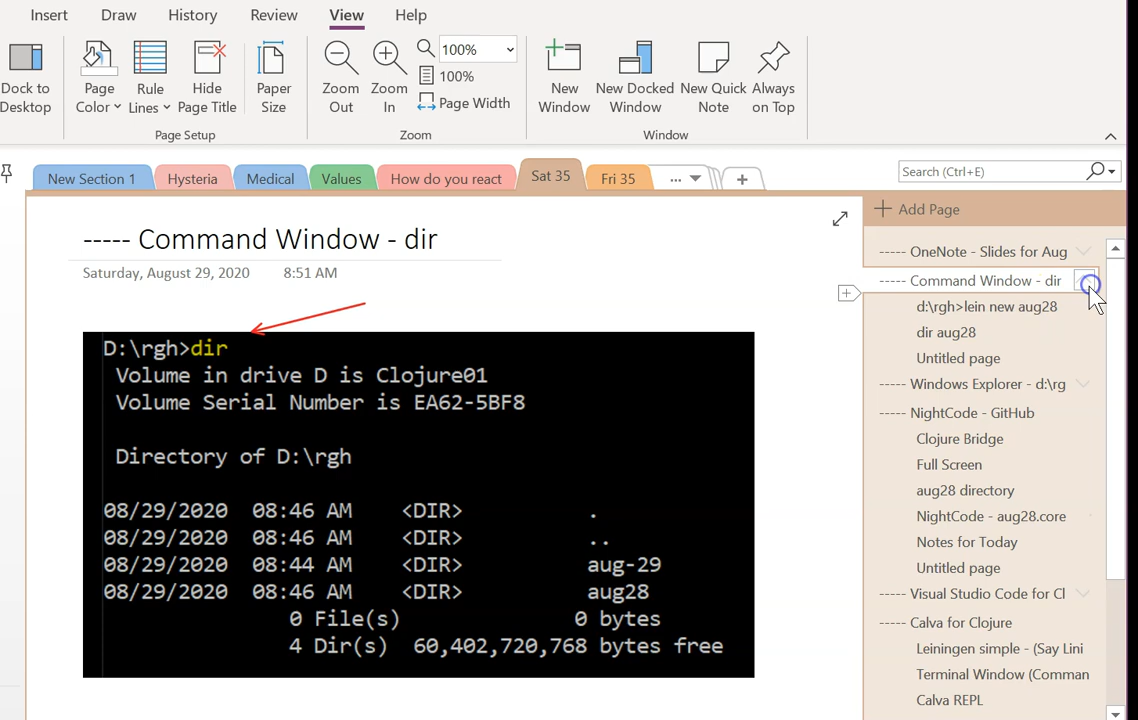 Insert Draw History Review View Help
Dock to Desktop
Page Color
Rule Lines
Hide Page Title
Paper Size
Zoom Out
Zoom In
100%
100%
Page Width
New Window
New Docked Window
New Quick Note
Always on Top
Page Setup
Zoom
Window
New Section 1 Hysteria Medical Values How do you react Sat 35 Fri 35 ... +
Search (Ctrl+E)
Add Page
----- Command Window - dir
Saturday, August 29, 2020 8:51 AM
D:\rgh>dir
Volume in drive D is Clojure01
Volume Serial Number is EA62-5BF8
Directory of D:\rgh
08/29/2020 08:46 AM <DIR> .
08/29/2020 08:46 AM <DIR> ..
08/29/2020 08:44 AM <DIR> aug-29
08/29/2020 08:46 AM <DIR> aug28
0 File(s) 0 bytes
4 Dir(s) 60,402,720,768 bytes free
----- OneNote - Slides for Aug
----- Command Window - dir
d:\rgh>lein new aug28
dir aug28
Untitled page
----- Windows Explorer - d:\rg
----- NightCode - GitHub
Clojure Bridge
Full Screen
aug28 directory
NightCode - aug28.core
Notes for Today
Untitled page
----- Visual Studio Code for Cl
----- Calva for Clojure
Leiningen simple - (Say Lini
Terminal Window (Comman
Calva REPL